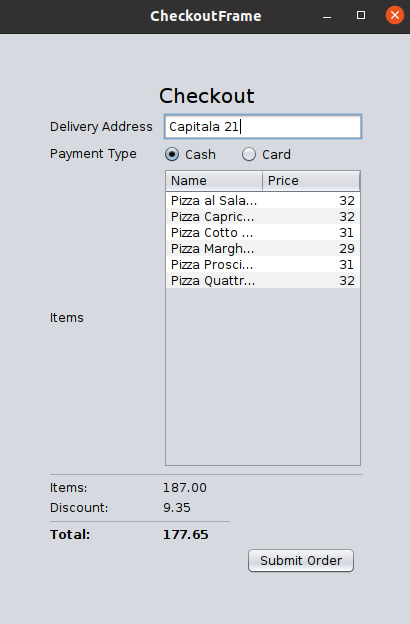 CheckoutFrame
Checkout
Delivery Address Capitala 21
Payment Type Cash Card
Name Price
Pizza al Sala... 32
Pizza Capric... 32
Pizza Cotto ... 31
Pizza Margh... 29
Pizza Prosci... 31
Pizza Quattr... 32
Items
Items: 187.00
Discount: 9.35
Total: 177.65
Submit Order